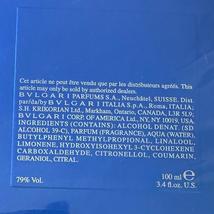 Cet article ne peut être vendu que par les distributeurs agréés. This
article may only be sold by authorized dealers.
BVLGARI PARFUMS S.A., Neuchâtel, SUISSE. Dist
par/da/by BVLGARI ITALIA S.p.A., Roma, ITALIA;
S.H. KRIKORIAN Ltd., Markham, Ontario, CANADA, L3R 5L9;
BVLGARI CORP OF AMERICA NY, NY, 10019, USA
CONTAINS/INGREDIENTS: ALCOHOL DENAT. (SD
ALCOHOL 39-C), PARFUM (FRAGRANCE), AQUA (WATER)
BUTYLPHENYL METHYLPROPIONAL, LINALOOL
LIMONENE, HYDROXYISOHEXYL 3-CYCLOHEXENE
CARBOXALDEHYDE, CITRONELLOL, COUMARIN,
GERANIOL, CITRAL.
79% Vol.
100 ml
3.4 fl.oz. U.S.